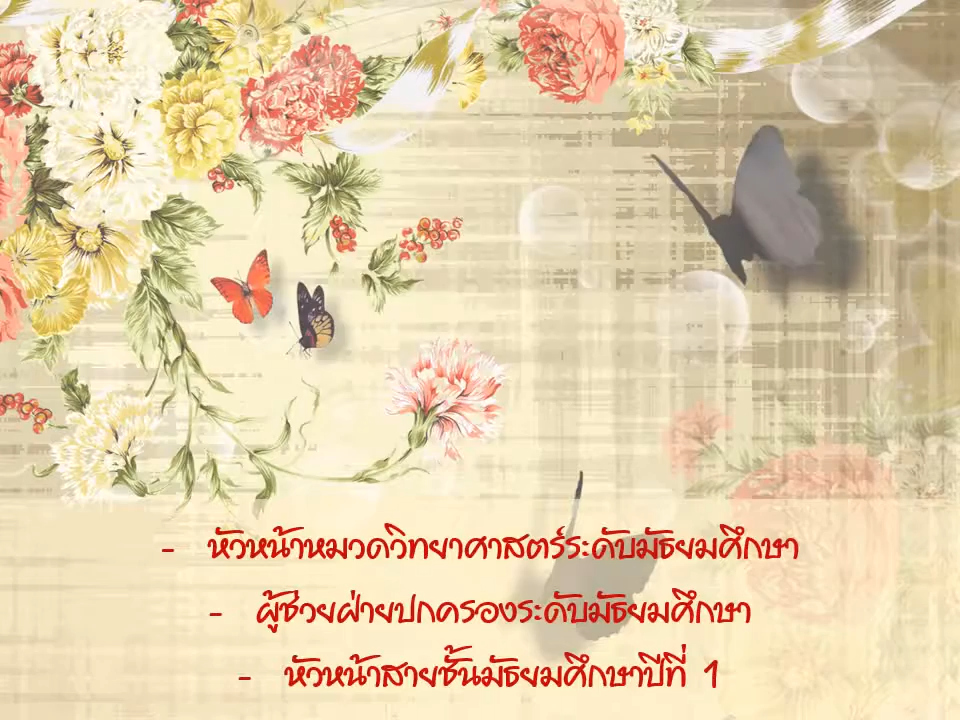 - หัวหน้าหมวดวิทยาศาสตร์ระดับมัธยมศึกษา
- ผู้ช่วยฝ่ายปกครองระดับมัธยมศึกษา
- หัวหน้าสายชั้นมัธยมศึกษาปีที่ 1